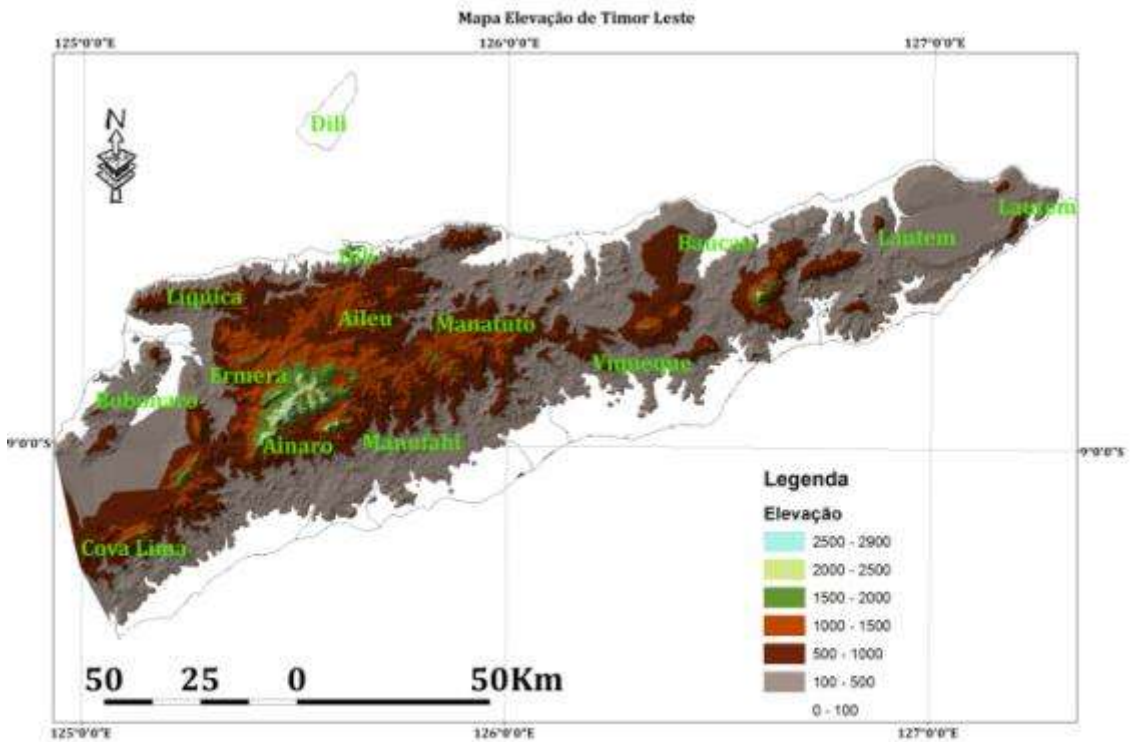 Mapa Elevação de Timor Leste
125°0'0"E 126°0'0"E 127°0'0"E
N
Dili
Lautem
Baucau Lautem
Dili
Liquica
Aileu Manatuto
Viqueque
Ermera
Bobonaro
9°0'0"S Ainaro Manufahi 9°0'0"S
Legenda
Elevação
2500 - 2900
2000 - 2500
1500 - 2000
1000 - 1500
500 - 1000
100 - 500
0 - 100
Cova Lima
50 25 0 50Km
125°0'0"E 126°0'0"E 127°0'0"E